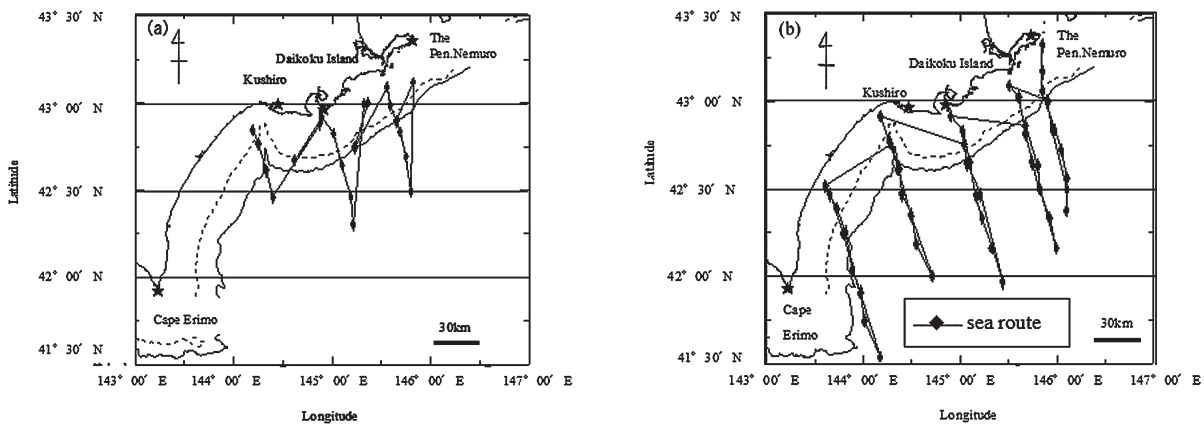 (a)
43° 30′ N
The
Pen.Nemuro
Daikoku Island
Kushiro
43° 00′ N
Latitude
42° 30′ N
42° 00′ N
Cape Erimo
30km
41° 30′ N
143° 00′ E 144° 00′ E 145° 00′ E 146° 00′ E 147° 00′ E
Longitude
(b)
43° 30′ N
The
Pen.Nemuro
Daikoku Island
Kushiro
43° 00′ N
Latitude
42° 30′ N
42° 00′ N
Cape
Erimo
sea route
30km
41° 30′ N
143° 00′ E 144° 00′ E 145° 00′ E 146° 00′ E 147° 00′ E
Longitude